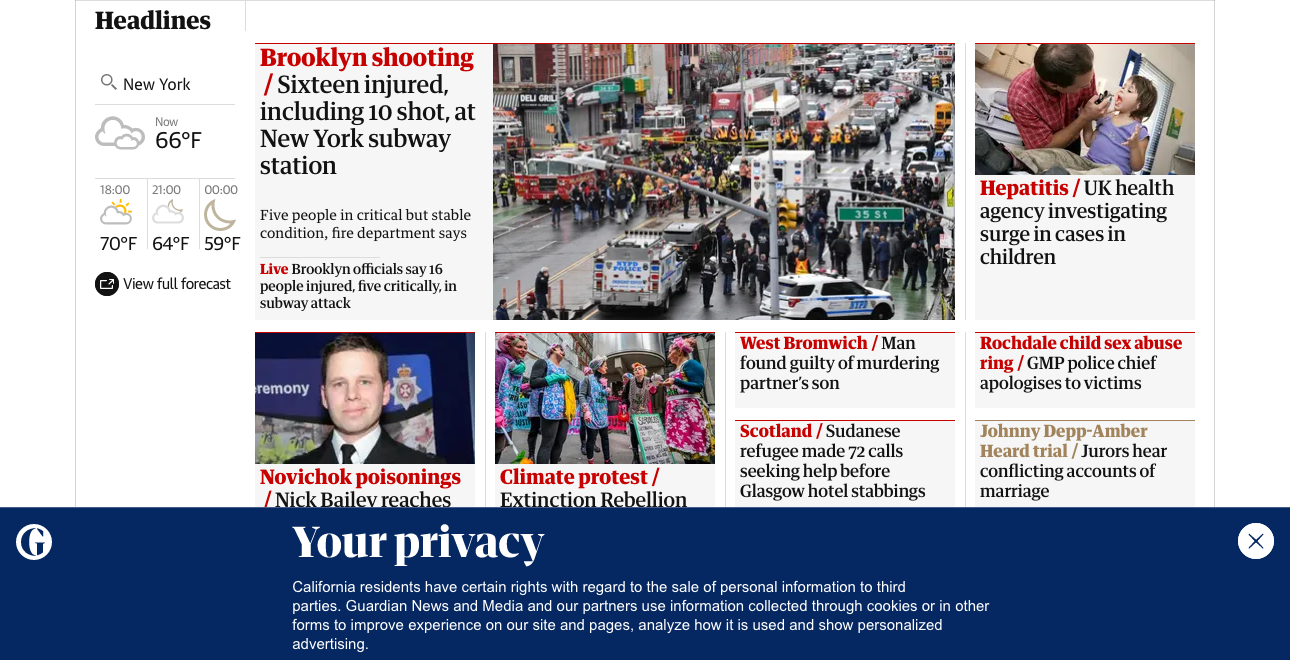 Headlines
New York
Now
66°F
18:00
21:00
00:00
70°F
64°F
59°F
View full forecast
Brooklyn shooting
/ Sixteen injured,
including 10 shot, at
New York subway
station
Five people in critical but stable
condition, fire department says
Live Brooklyn officials say 16
people injured, five critically, in
subway attack
DELI GRILL
35 St
NYPD
POLICE
Hepatitis / UK health
agency investigating
surge in cases in
children
eremony
Novichok poisonings
/ Nick Bailey reaches
Climate protest /
Extinction Rebellion
West Bromwich / Man
found guilty of murdering
partner's son
Scotland / Sudanese
refugee made 72 calls
seeking help before
Glasgow hotel stabbings
Rochdale child sex abuse
ring / GMP police chief
apologises to victims
Johnny Depp-Amber
Heard trial / Jurors hear
conflicting accounts of
marriage
G
Your privacy
California residents have certain rights with regard to the sale of personal information to third
parties. Guardian News and Media and our partners use information collected through cookies or in other
forms to improve experience on our site and pages, analyze how it is used and show personalized
advertising.